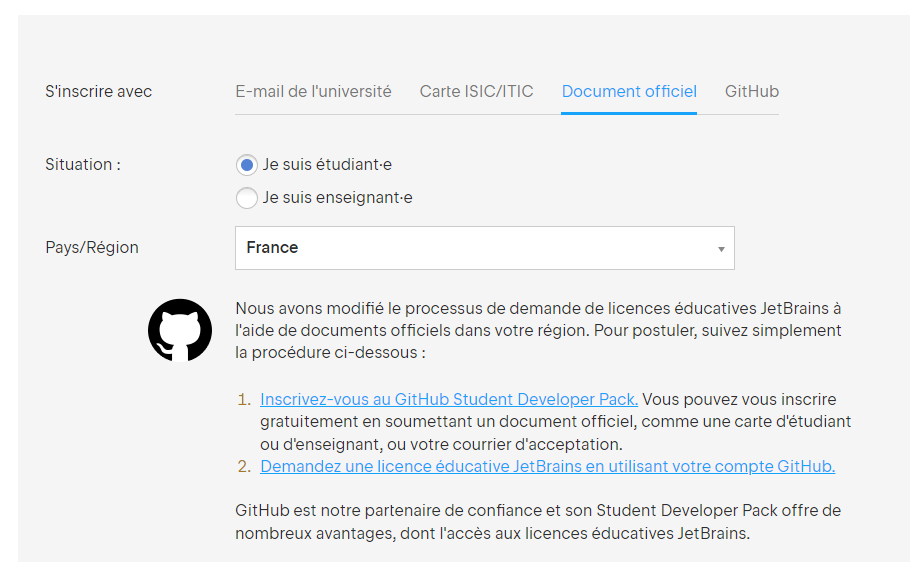 S'inscrire avec E-mail de l'université Carte ISIC/ITIC Document officiel GitHub
Situation : Je suis étudiant·e
Je suis enseignant·e
Pays/Région France
Nous avons modifié le processus de demande de licences éducatives JetBrains à
l'aide de documents officiels dans votre région. Pour postuler, suivez simplement
la procédure ci-dessous :
1. Inscrivez-vous au GitHub Student Developer Pack. Vous pouvez vous inscrire
gratuitement en soumettant un document officiel, comme une carte d'étudiant
ou d'enseignant, ou votre courrier d'acceptation.
2. Demandez une licence éducative JetBrains en utilisant votre compte GitHub.
GitHub est notre partenaire de confiance et son Student Developer Pack offre de
nombreux avantages, dont l'accès aux licences éducatives JetBrains.